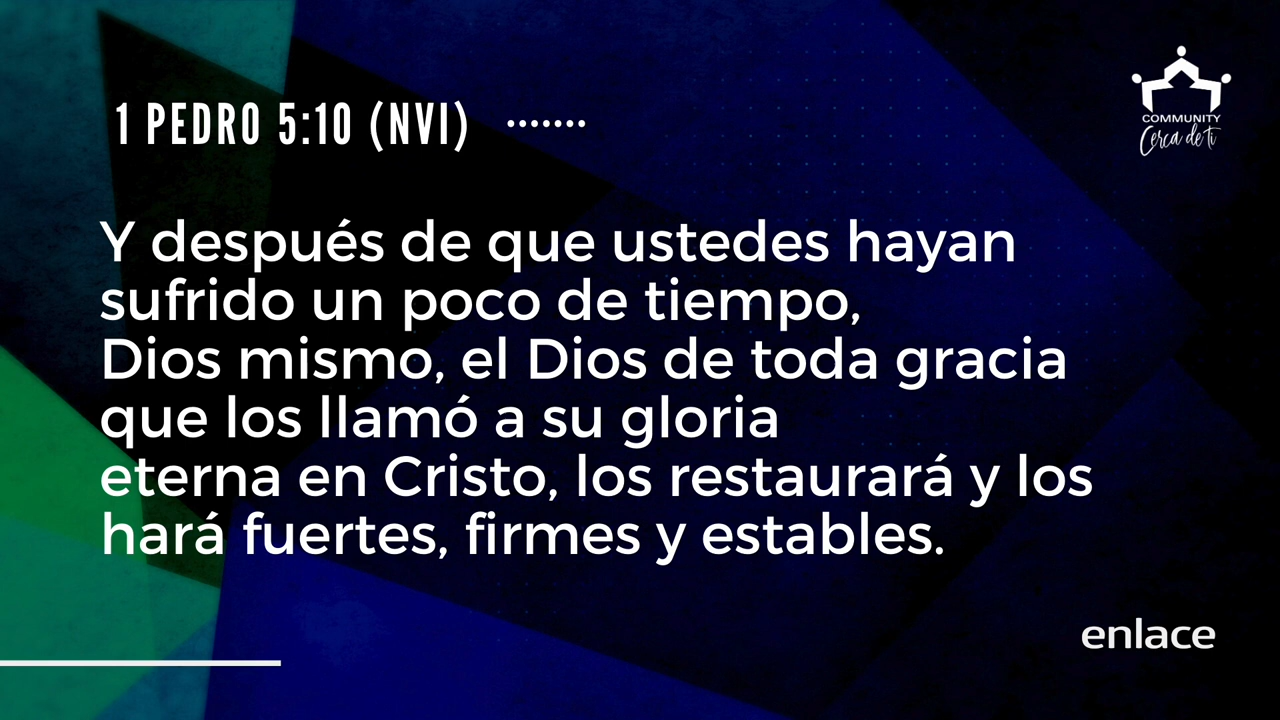 1 PEDRO 5:10 (NVI)
COMMUNITY
Cerca de ti
Y después de que ustedes hayan
sufrido un poco de tiempo,
Dios mismo, el Dios de toda gracia
que los llamó a su gloria
eterna en Cristo, los restaurará y los
hará fuertes, firmes y estables.
enlace